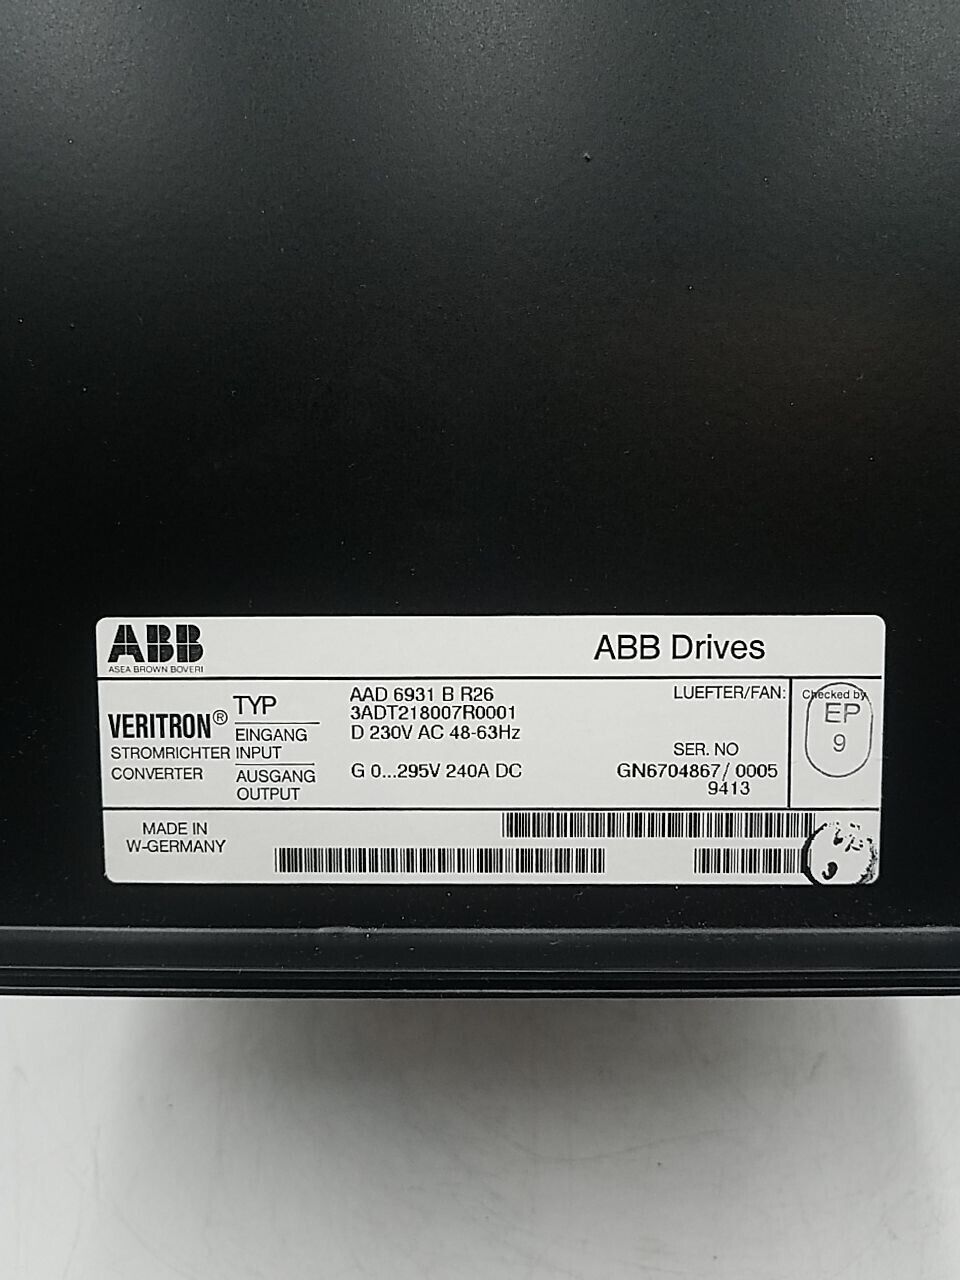 ABB
ASEA BROWN BOVERI
ABB Drives
VERITRON®
STROMRICHTER
CONVERTER
TYP
EINGANG
INPUT
AUSGANG
OUTPUT
AAD 6931 B R26
3ADT218007R0001
D 230V AC 48-63Hz
G 0...295V 240A DC
LUEFTER/FAN:
SER. NO
GN6704867/0005
9413
Checked by
EP
9
MADE IN
W-GERMANY